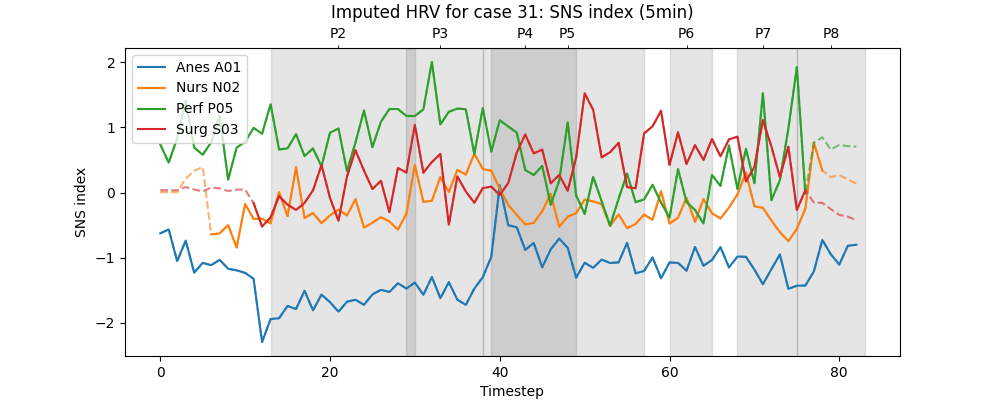 Imputed HRV for case 31: SNS index (5min)
P2 P3 P4 P5 P6 P7 P8
Anes A01
Nurs N02
Perf P05
Surg S03
SNS index
2
1
0
−1
−2
0 20 40 60 80
Timestep